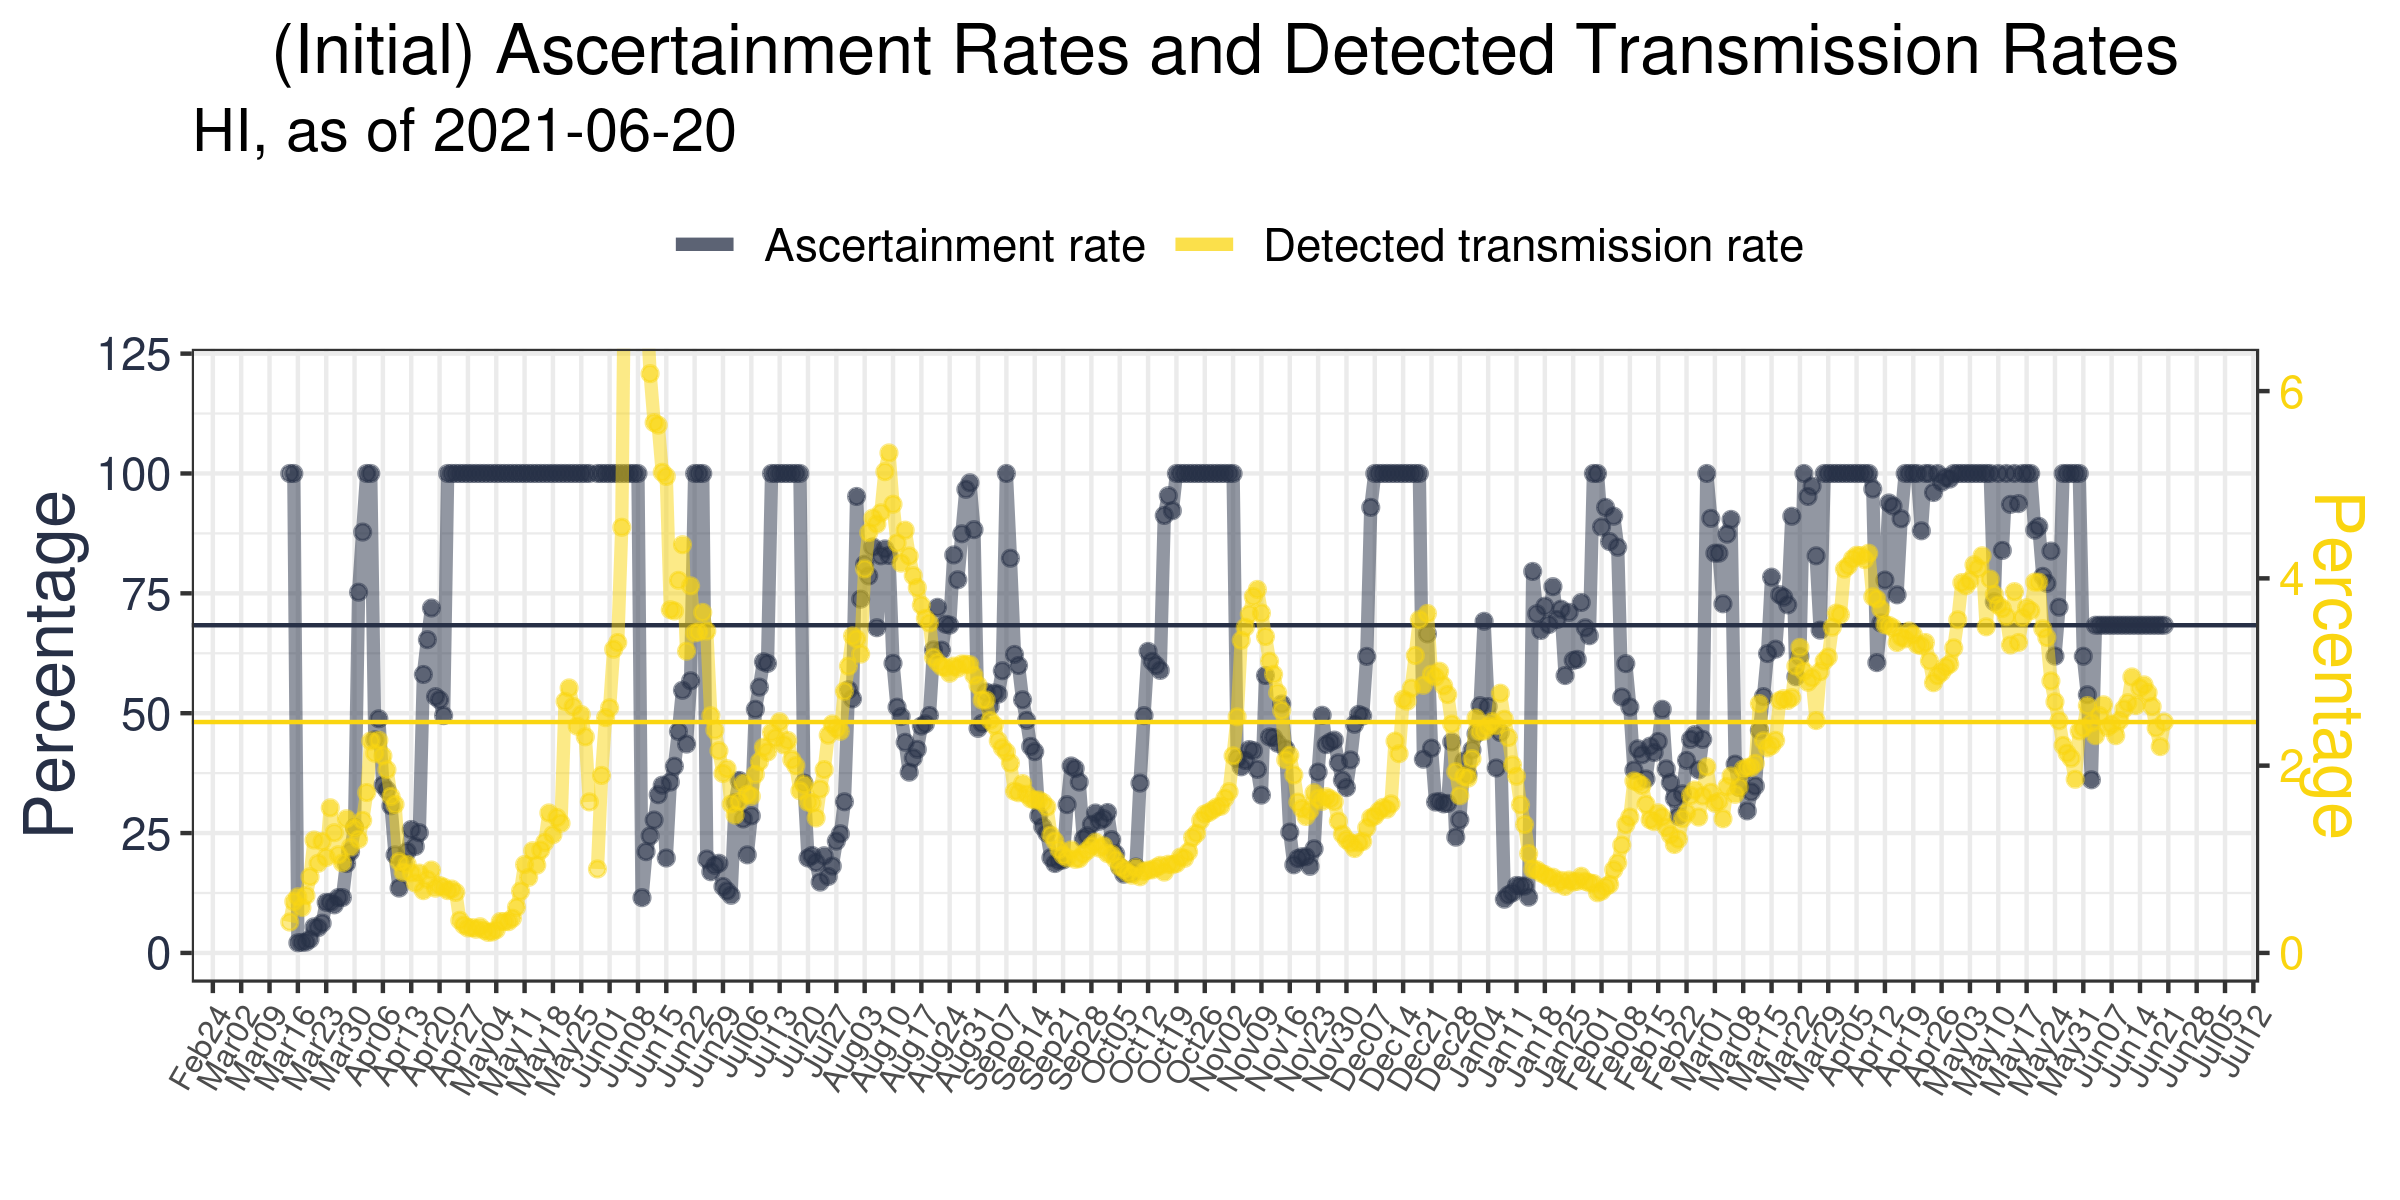 (Initial) Ascertainment Rates and Detected Transmission Rates
HI, as of 2021-06-20
Ascertainment rate
Detected transmission rate
125
100
75
50
25
0
Percentage
6
4
2
0
Percentage
Feb24
Mar02
Mar09
Mar16
Mar23
Mar30
Apr06
Apr13
Apr20
Apr27
May04
May11
May18
May25
Jun01
Jun08
Jun15
Jun22
Jun29
Jul06
Jul13
Jul20
Jul27
Aug03
Aug10
Aug17
Aug24
Aug31
Sep07
Sep14
Sep21
Sep28
Oct05
Oct12
Oct19
Oct26
Nov02
Nov09
Nov16
Nov23
Nov30
Dec07
Dec14
Dec21
Dec28
Jan04
Jan11
Jan18
Jan25
Feb01
Feb08
Feb15
Feb22
Mar01
Mar08
Mar15
Mar22
Mar29
Apr05
Apr12
Apr19
Apr26
May03
May10
May17
May24
May31
Jun07
Jun14
Jun21
Jun28
Jul05
Jul12